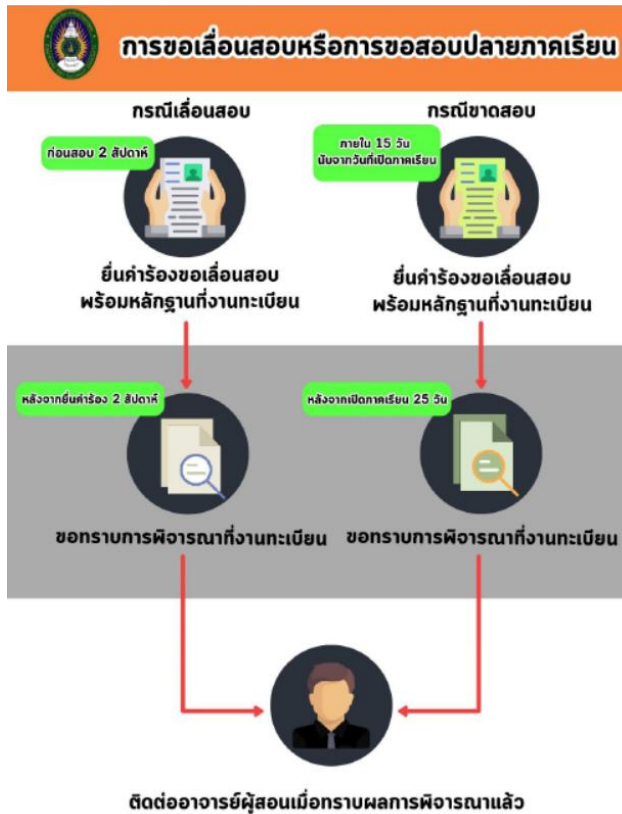 การขอเลื่อนสอบหรือการขอสอบปลายภาคเรียน
กรณีเลื่อนสอบ
ก่อนสอบ 2 สัปดาห์
ยื่นคำร้องขอเลื่อนสอบ
พร้อมหลักฐานที่งานทะเบียน
กรณีขาดสอบ
ภายใน 15 วัน
นับจากวันที่เปิดภาคเรียน
ยื่นคำร้องขอเลื่อนสอบ
พร้อมหลักฐานที่งานทะเบียน
หลังจากยื่นคำร้อง 2 สัปดาห์
ขอทราบการพิจารณาที่งานทะเบียน
หลังจากเปิดภาคเรียน 25 วัน
ขอทราบการพิจารณาที่งานทะเบียน
ติดต่ออาจารย์ผู้สอนเมื่อทราบผลการพิจารณาแล้ว